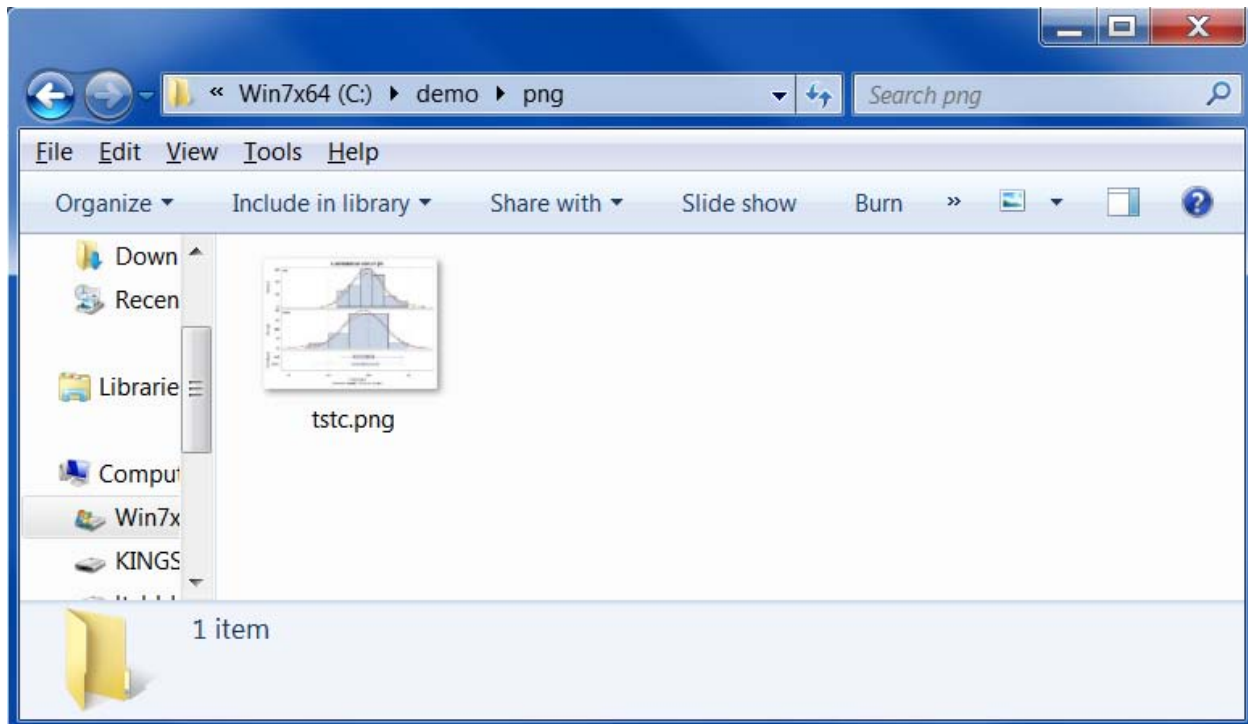 « Win7x64 (C:) ▸ demo ▸ png Search png
File Edit View Tools Help
Organize Include in library Share with Slide show Burn »
Down
Recen
Librarie
Comput
Win7x
KINGS
tstc.png
1 item